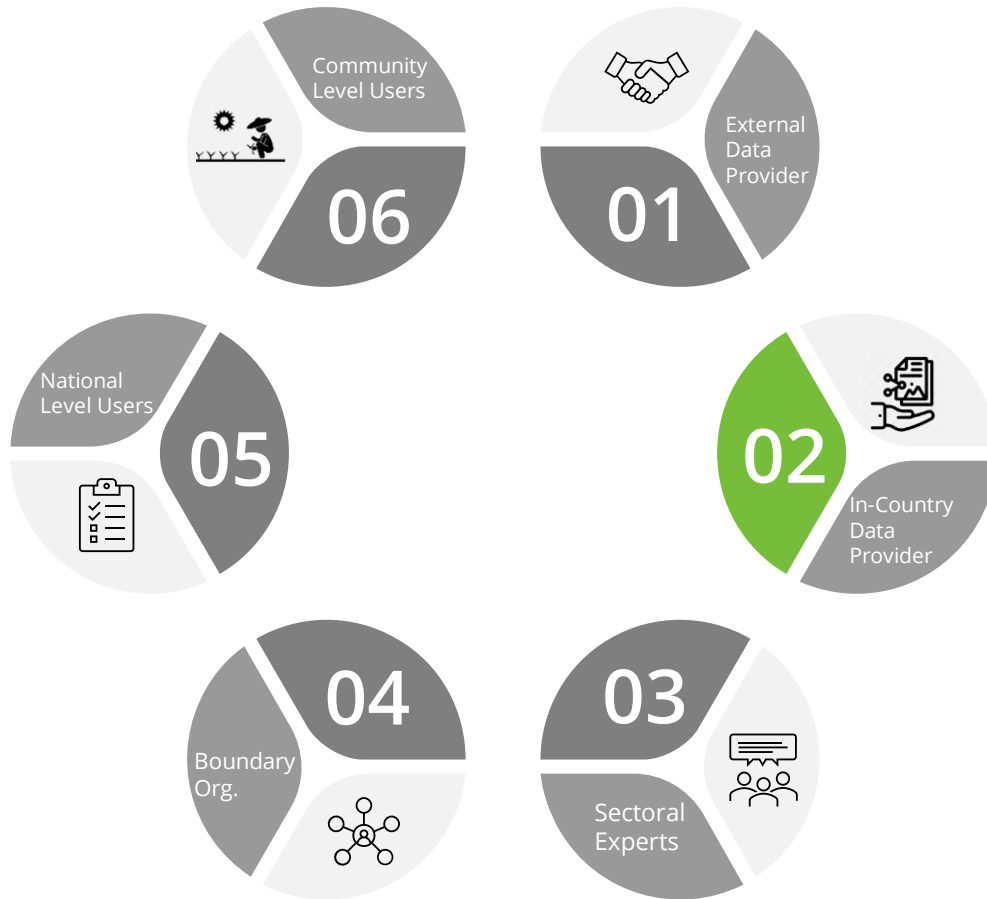 Community
Level Users
06
External
Data
Provider
01
National
Level Users
05
02
In-Country
Data
Provider
04
Boundary
Org.
03
Sectoral
Experts